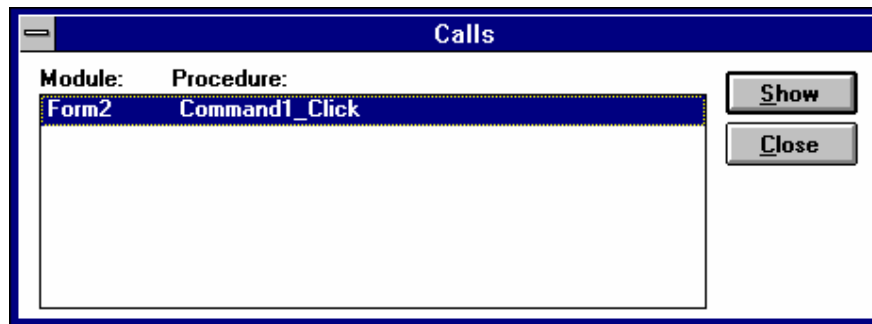 Calls
Module: Procedure:
Form2 Command1_Click
Show
Close